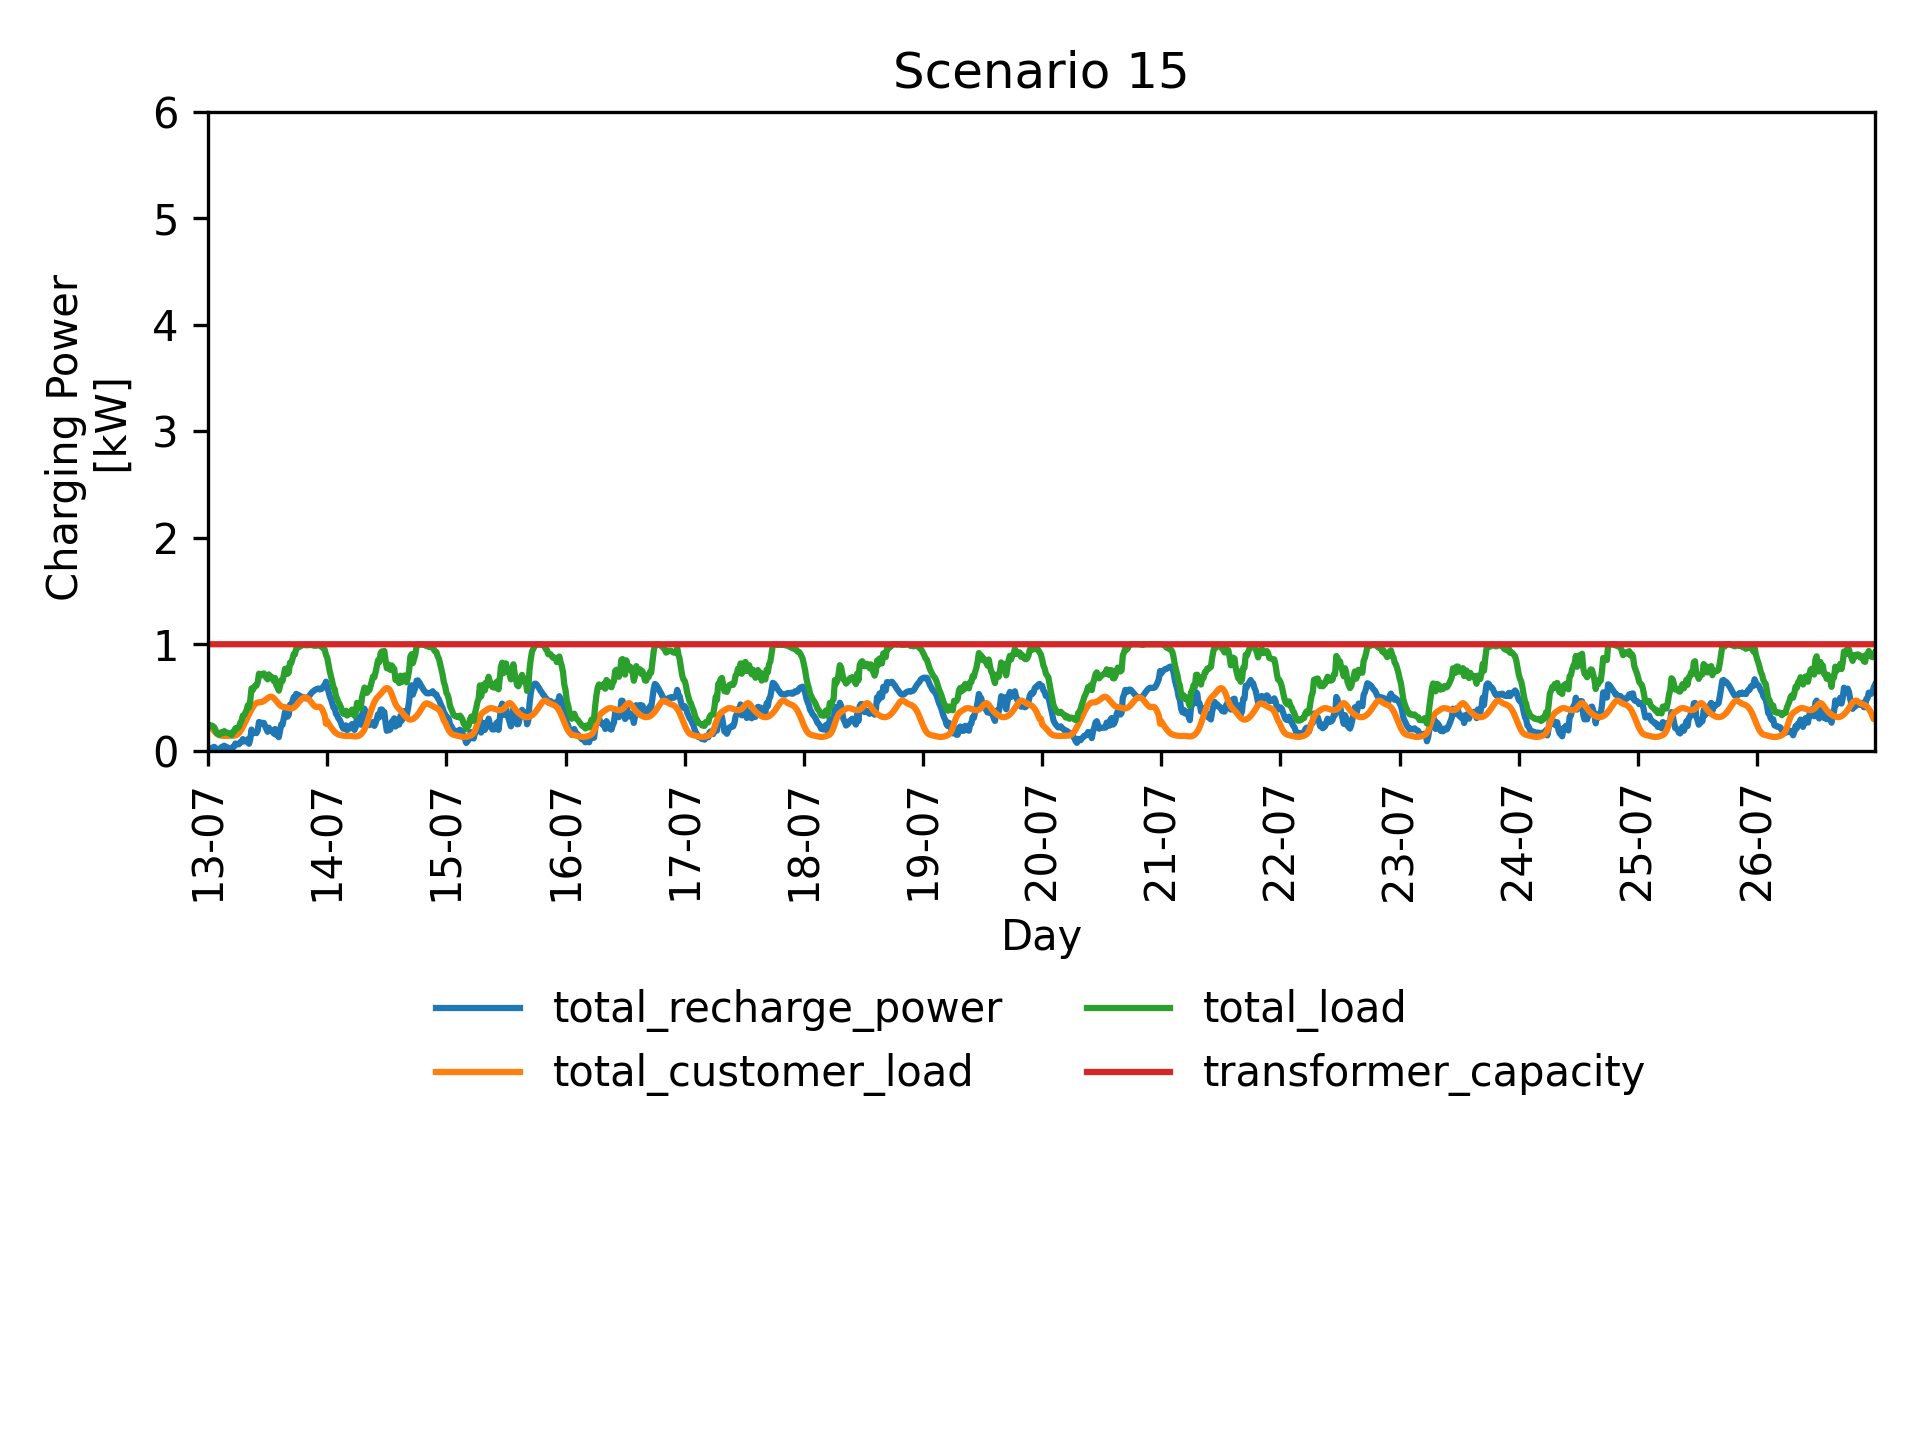 Scenario 15
6
5
4
3
2
1
0
Charging Power
[kW]
13-07
14-07
15-07
16-07
17-07
18-07
19-07
20-07
21-07
22-07
23-07
24-07
25-07
26-07
Day
total_recharge_power
total_customer_load
total_load
transformer_capacity